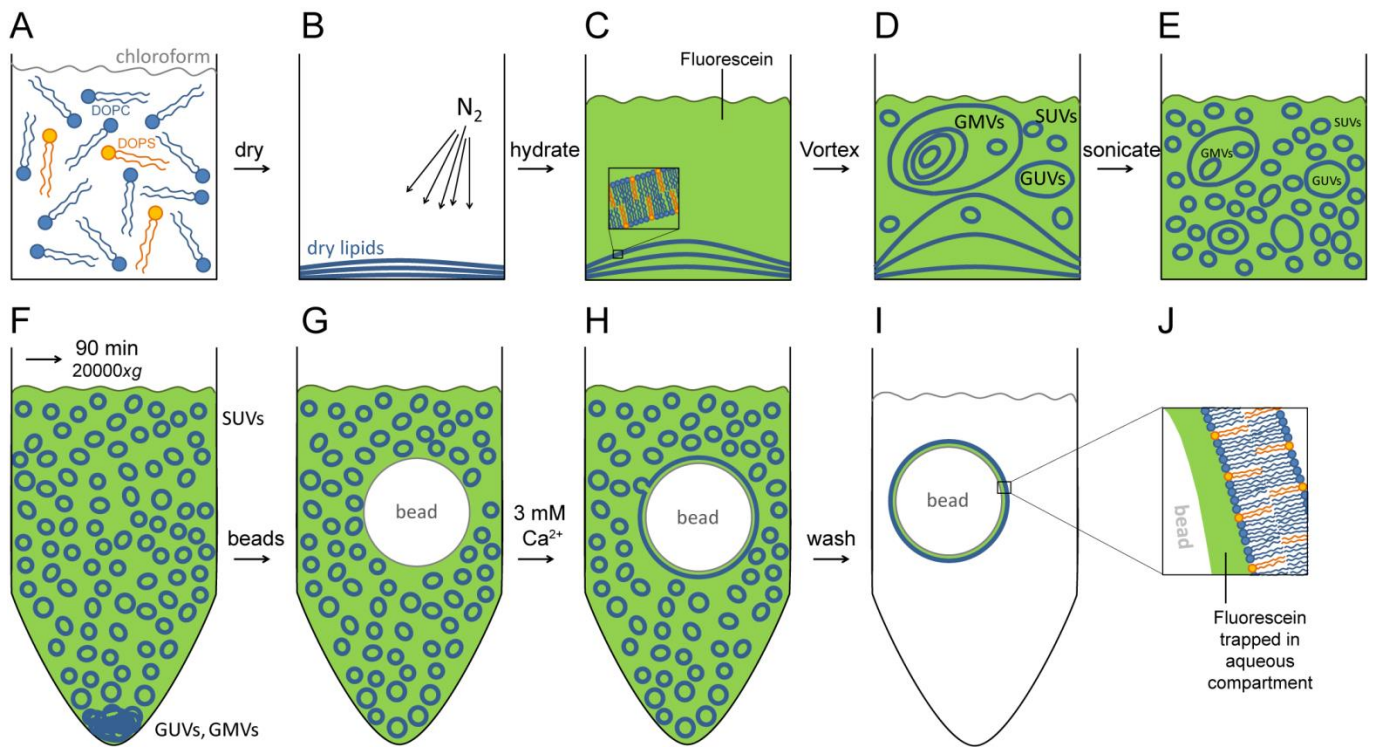 A
chloroform
DOPC
DOPS
dry
B
N2
dry lipids
hydrate
C
Fluorescein
Vortex
D
GMVs
SUVs
GUVs
sonicate
E
SUVs
GMVs
GUVs
F
90 min
20000xg
SUVs
GUVs, GMVs
beads
G
bead
3 mM
Ca²⁺
H
bead
wash
I
bead
J
bead
Fluorescein
trapped in
aqueous
compartment